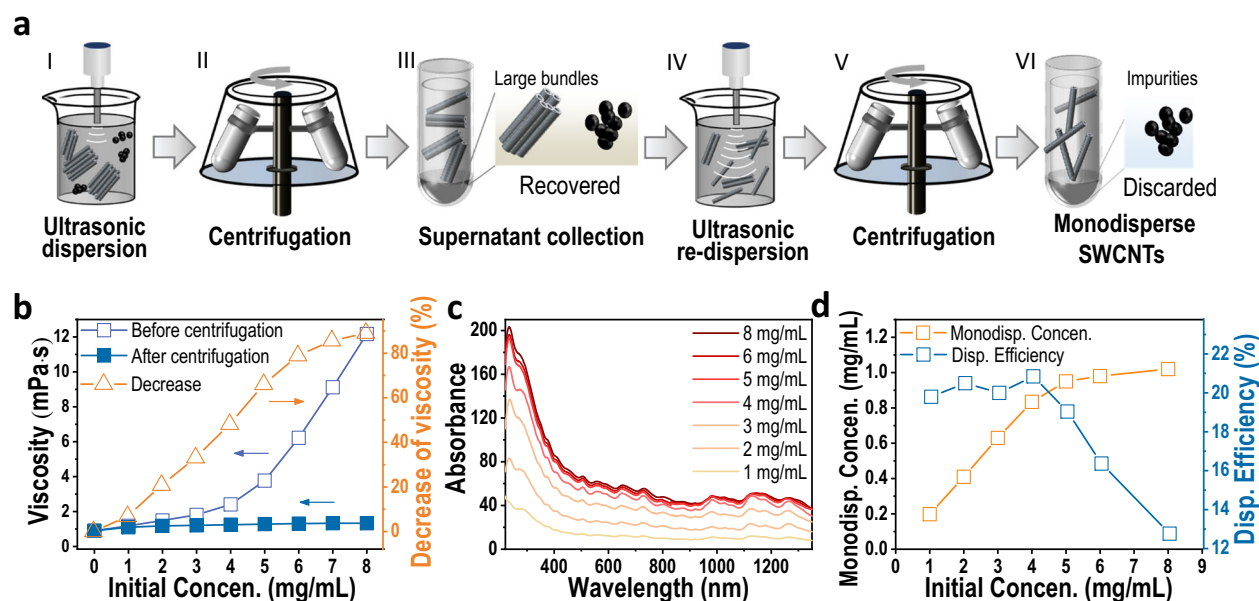 a
I
II
III
IV
V
VI
Large bundles
Recovered
Impurities
Discarded
Ultrasonic
dispersion
Centrifugation
Supernatant collection
Ultrasonic
re-dispersion
Centrifugation
Monodisperse
SWCNTs
b
Viscosity (mPa·s)
12
10
8
6
4
2
0
Before centrifugation
After centrifugation
Decrease
80
60
40
20
0
Decrease of viscosity (%)
0 1 2 3 4 5 6 7 8
Initial Concen. (mg/mL)
c
Absorbance
200
160
120
80
40
0
8 mg/mL
6 mg/mL
5 mg/mL
4 mg/mL
3 mg/mL
2 mg/mL
1 mg/mL
400 600 800 1000 1200
Wavelength (nm)
d
Monodisp. Concen. (mg/mL)
1.2
1.0
0.8
0.6
0.4
0.2
0.0
Monodisp. Concen.
Disp. Efficiency
22
20
18
16
14
12
Disp. Efficiency (%)
0 1 2 3 4 5 6 7 8 9
Initial Concen. (mg/mL)